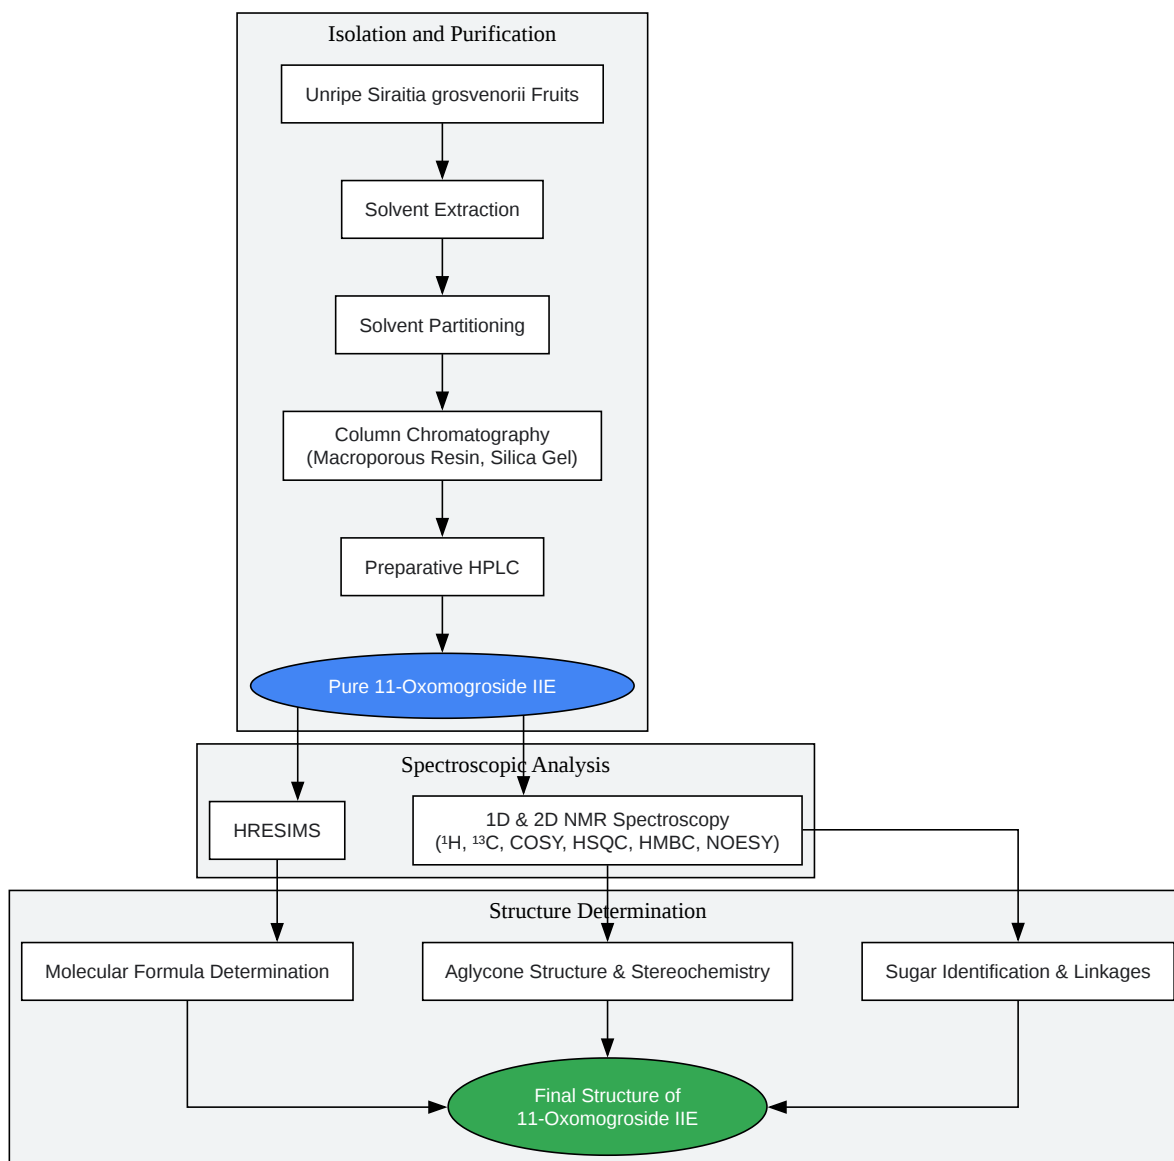 Isolation and Purification
Unripe Siraitia grosvenorii Fruits
Solvent Extraction
Solvent Partitioning
Column Chromatography
(Macroporous Resin, Silica Gel)
Preparative HPLC
Pure 11-Oxomogroside IIE
Spectroscopic Analysis
HRESIMS
1D & 2D NMR Spectroscopy
(¹H, ¹³C, COSY, HSQC, HMBC, NOESY)
Structure Determination
Molecular Formula Determination
Aglycone Structure & Stereochemistry
Sugar Identification & Linkages
Final Structure of
11-Oxomogroside IIE